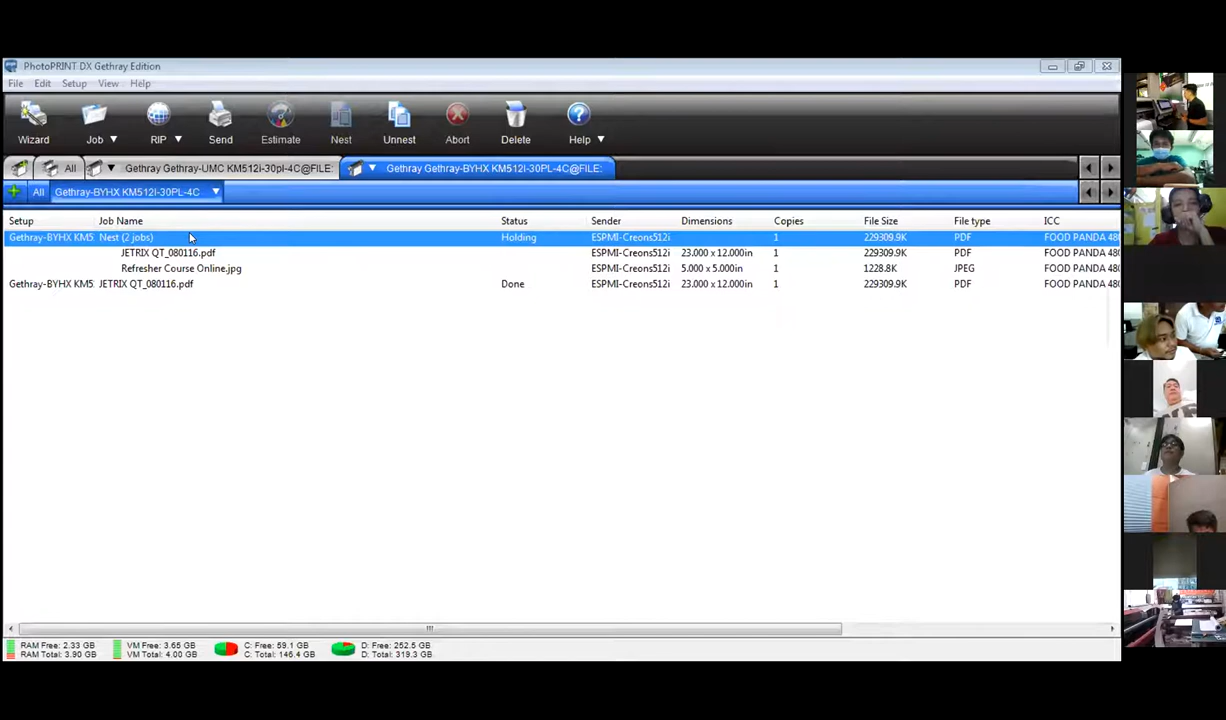 PhotoPRINT DX Gethray Edition
File Edit Setup View Help
Wizard Job RIP Send Estimate Nest Unnest Abort Delete Help
All Gethray Gethray-UMC KM512i-30pl-4C@FILE: Gethray Gethray-BYHX KM512I-30PL-4C@FILE:
All Gethray-BYHX KM512I-30PL-4C
Setup Job Name Status Sender Dimensions Copies File Size File type ICC
Gethray-BYHX KM5: Nest (2 jobs) Holding ESPMI-Creons512i 1 229309.9K PDF FOOD PANDA 480
JETRIX QT_080116.pdf ESPMI-Creons512i 23.000 x 12.000in 1 229309.9K PDF FOOD PANDA 480
Refresher Course Online.jpg ESPMI-Creons512i 5.000 x 5.000in 1 1228.8K JPEG FOOD PANDA 480
Gethray-BYHX KM5: JETRIX QT_080116.pdf Done ESPMI-Creons512i 23.000 x 12.000in 1 229309.9K PDF FOOD PANDA 480
RAM Free: 2.33 GB VM Free: 3.65 GB C: Free: 59.1 GB D: Free: 252.5 GB
RAM Total: 3.90 GB VM Total: 4.00 GB C: Total: 146.4 GB D: Total: 319.3 GB